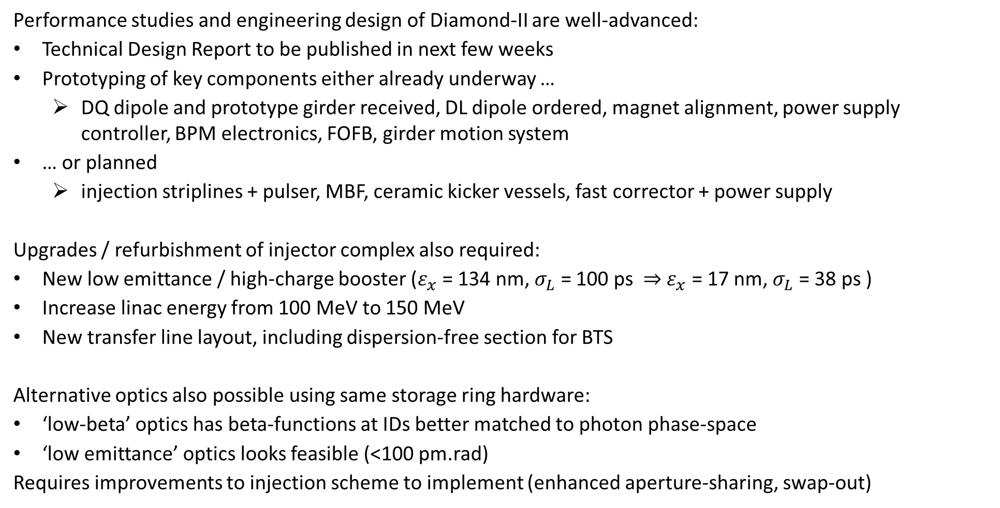 Performance studies and engineering design of Diamond-II are well-advanced:
• Technical Design Report to be published in next few weeks
• Prototyping of key components either already underway …
➢ DQ dipole and prototype girder received, DL dipole ordered, magnet alignment, power supply
controller, BPM electronics, FOFB, girder motion system
• … or planned
➢ injection striplines + pulser, MBF, ceramic kicker vessels, fast corrector + power supply
Upgrades / refurbishment of injector complex also required:
• New low emittance / high-charge booster (εₓ = 134 nm, σ_L = 100 ps ⇒ εₓ = 17 nm, σ_L = 38 ps )
• Increase linac energy from 100 MeV to 150 MeV
• New transfer line layout, including dispersion-free section for BTS
Alternative optics also possible using same storage ring hardware:
• ‘low-beta’ optics has beta-functions at IDs better matched to photon phase-space
• ‘low emittance’ optics looks feasible (<100 pm.rad)
Requires improvements to injection scheme to implement (enhanced aperture-sharing, swap-out)